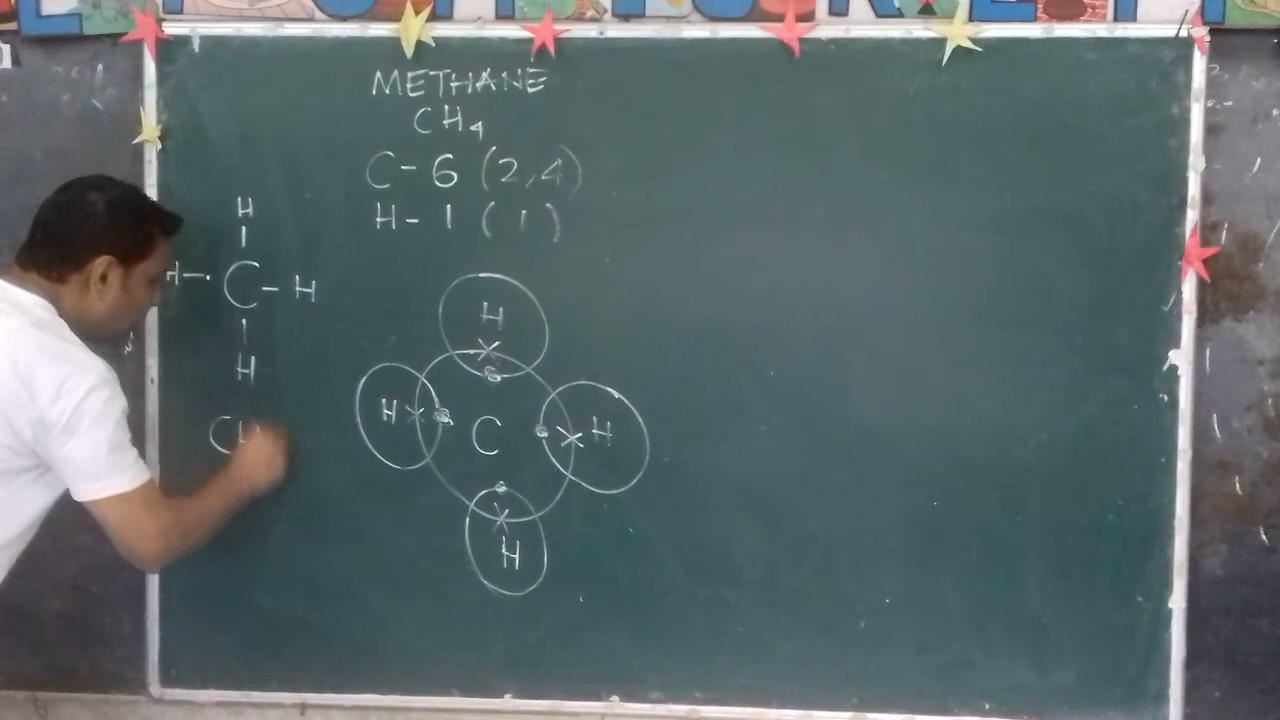 METHANE
CH₄
C-6 (2,4)
H-1 (1)
H
H-C-H
H
C
H
H C H
H